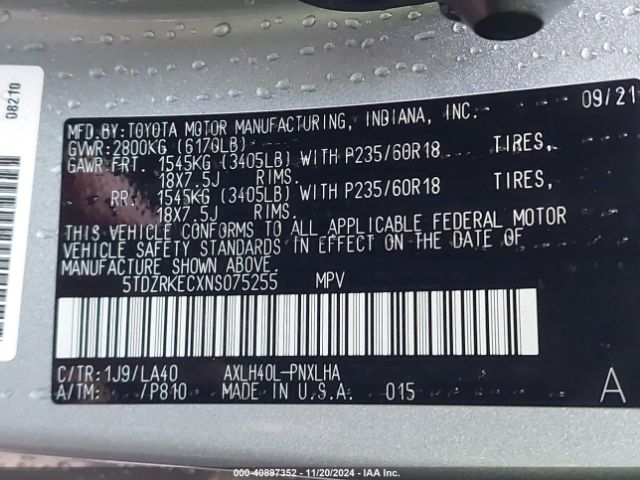 08210
09/21
MFD.BY:TOYOTA MOTOR MANUFACTURING, INDIANA, INC.
GVWR:2800KG (6170LB)
GAWR FRT. 1545KG (3405LB) WITH P235/60R18 TIRES,
18X7.5J RIMS.
RR. 1545KG (3405LB) WITH P235/60R18 TIRES,
18X7.5J RIMS.
THIS VEHICLE CONFORMS TO ALL APPLICABLE FEDERAL MOTOR
VEHICLE SAFETY STANDARDS IN EFFECT ON THE DATE OF
MANUFACTURE SHOWN ABOVE.
5TDZRKECXNS075255 MPV
C/TR:1J9/LA40 AXLH40L-PNXLHA
A/TM: /P810 MADE IN U.S.A. 015 A
000-40897352 - 11/20/2024 - IAA Inc.